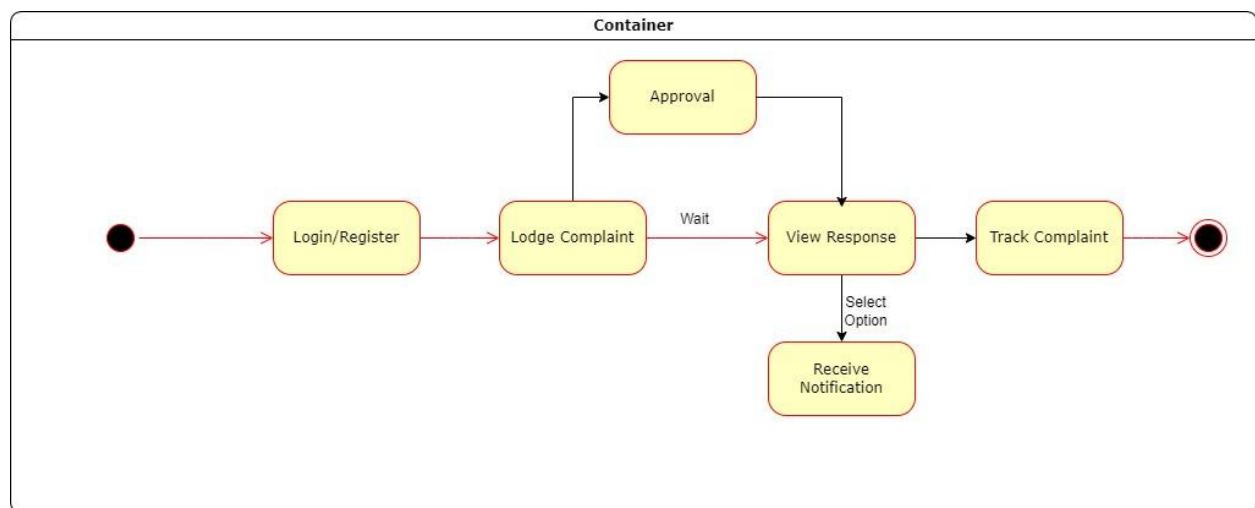 Container
Approval
Login/Register
Lodge Complaint
Wait
View Response
Track Complaint
Select
Option
Receive
Notification